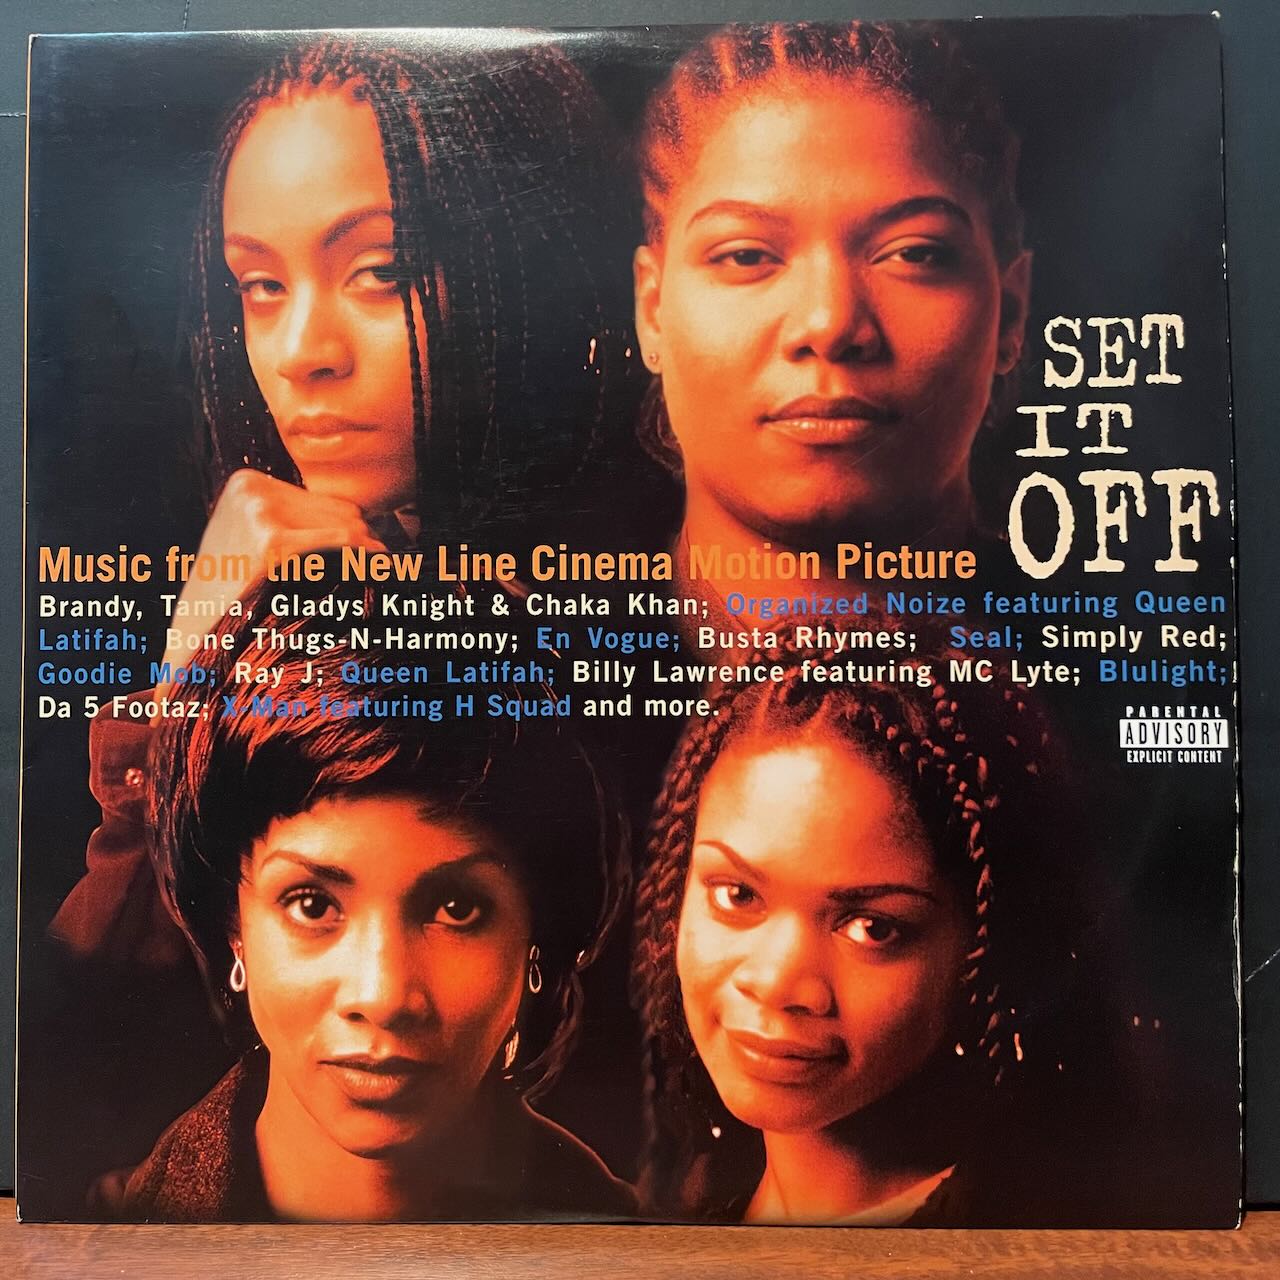 SET
IT
OFF
Music from the New Line Cinema Motion Picture
Brandy, Tamia, Gladys Knight & Chaka Khan; Organized Noize featuring Queen
Latifah; Bone Thugs-N-Harmony; En Vogue; Busta Rhymes; Seal; Simply Red;
Goodie Mob; Ray J; Queen Latifah; Billy Lawrence featuring MC Lyte; Blulight;
Da 5 Footaz; X-Man featuring H Squad and more.
PARENTAL
ADVISORY
EXPLICIT CONTENT